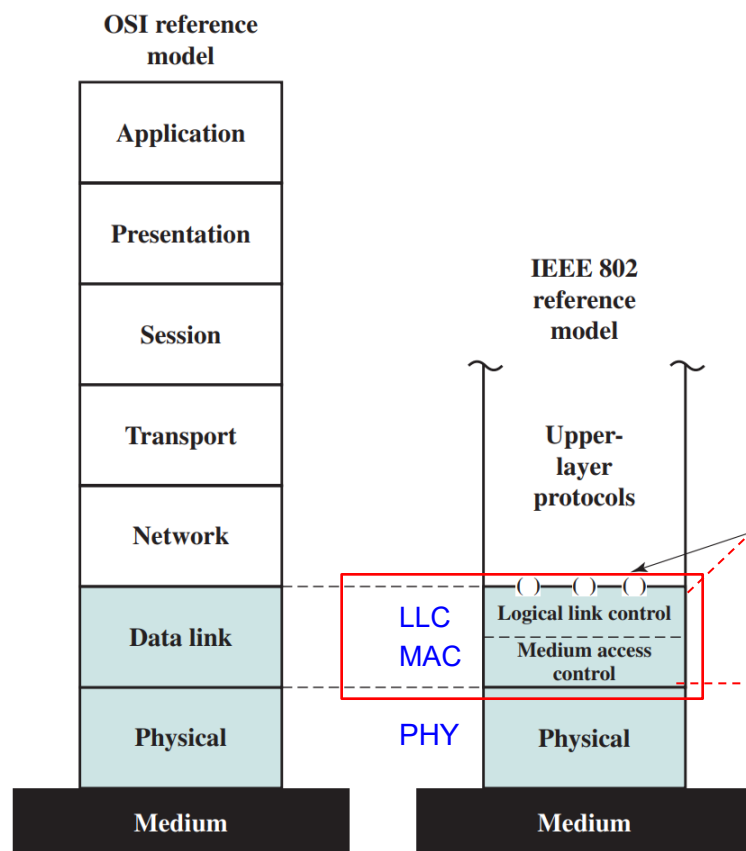 OSI reference
model
Application
Presentation
Session
Transport
Network
Data link
Physical
Medium
IEEE 802
reference
model
Upper-
layer
protocols
LLC
MAC
Logical link control
Medium access
control
PHY
Physical
Medium